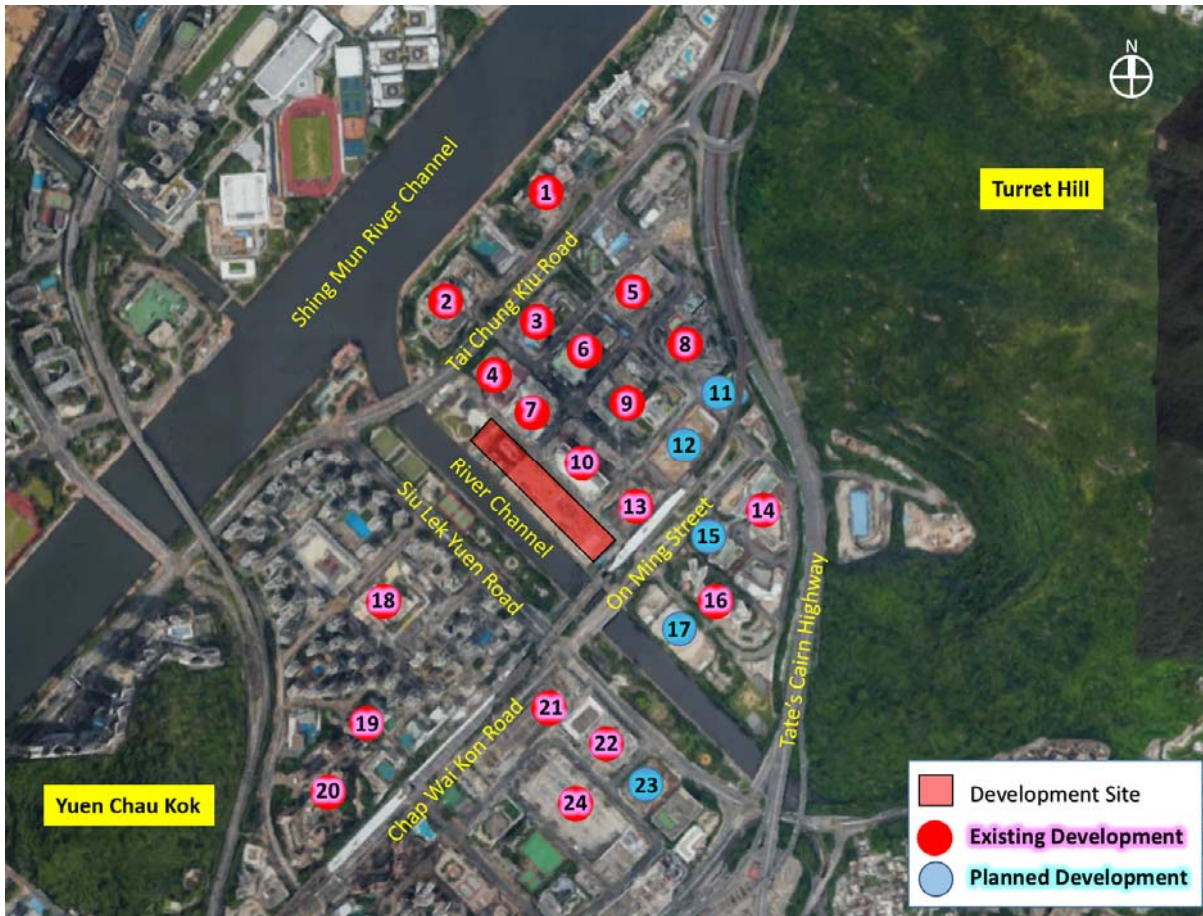 N
Turret Hill
Shing Mun River Channel
1
Tai Chung Kiu Road
2
5
3
6
8
4
11
7
9
12
10
River Channel
Siu Lek Yuen Road
13
14
On Ming Street
15
16
18
17
Tate's Cairn Highway
21
19
22
Chap Wai Kon Road
23
20
24
Yuen Chau Kok
Development Site
Existing Development
Planned Development